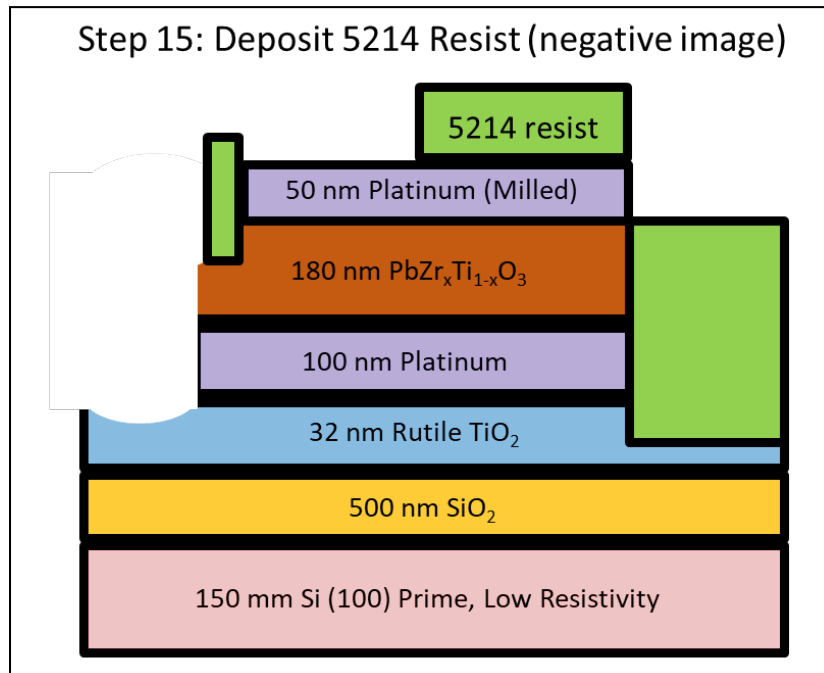 Step 15: Deposit 5214 Resist (negative image)
5214 resist
50 nm Platinum (Milled)
180 nm PbZrₓTi₁₋ₓO₃
100 nm Platinum
32 nm Rutile TiO₂
500 nm SiO₂
150 mm Si (100) Prime, Low Resistivity